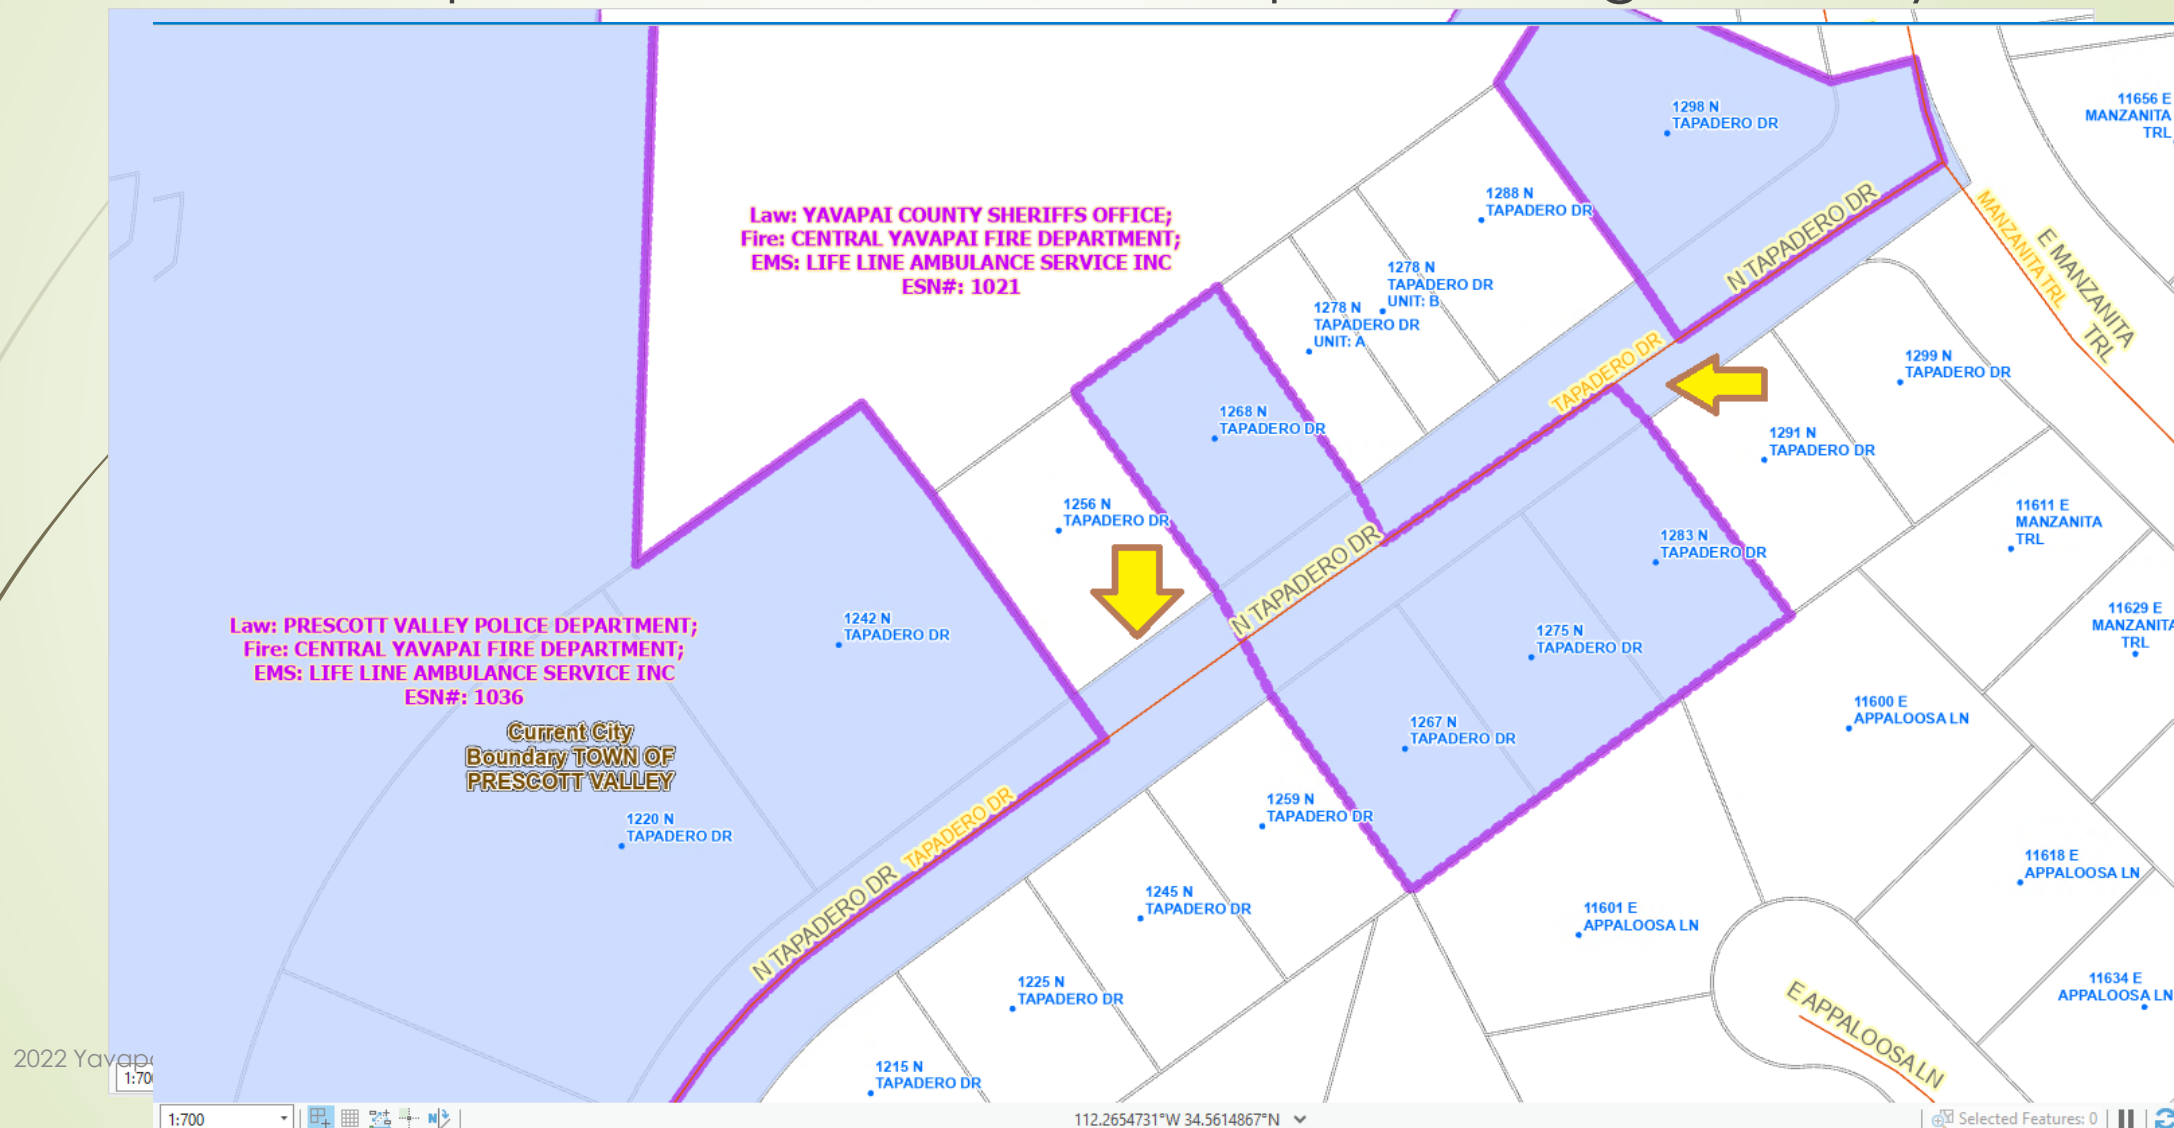 1298 N
TAPADERO DR
11656 E
MANZANITA
TRL
1288 N
TAPADERO DR
N TAPADERO DR
MANZANITA TRL
E MANZANITA
TRL
Law: YAVAPAI COUNTY SHERIFFS OFFICE;
Fire: CENTRAL YAVAPAI FIRE DEPARTMENT;
EMS: LIFE LINE AMBULANCE SERVICE INC
ESN#: 1021
1278 N
TAPADERO DR
UNIT: B
1278 N
TAPADERO DR
UNIT: A
TAPADERO DR
1299 N
TAPADERO DR
1268 N
TAPADERO DR
1291 N
TAPADERO DR
1256 N
TAPADERO DR
11611 E
MANZANITA
TRL
1283 N
TAPADERO DR
N TAPADERO DR
1242 N
TAPADERO DR
1275 N
TAPADERO DR
11629 E
MANZANITA
TRL
Law: PRESCOTT VALLEY POLICE DEPARTMENT;
Fire: CENTRAL YAVAPAI FIRE DEPARTMENT;
EMS: LIFE LINE AMBULANCE SERVICE INC
ESN#: 1036
Current City
Boundary TOWN OF
PRESCOTT VALLEY
1267 N
TAPADERO DR
11600 E
APPALOOSA LN
1220 N
TAPADERO DR
TAPADERO DR
1259 N
TAPADERO DR
N TAPADERO DR
1245 N
TAPADERO DR
11618 E
APPALOOSA LN
11601 E
APPALOOSA LN
1225 N
TAPADERO DR
11634 E
APPALOOSA LN
E APPALOOSA LN
1215 N
TAPADERO DR
2022
1:700
112.2654731°W 34.5614867°N
Selected Features: 0